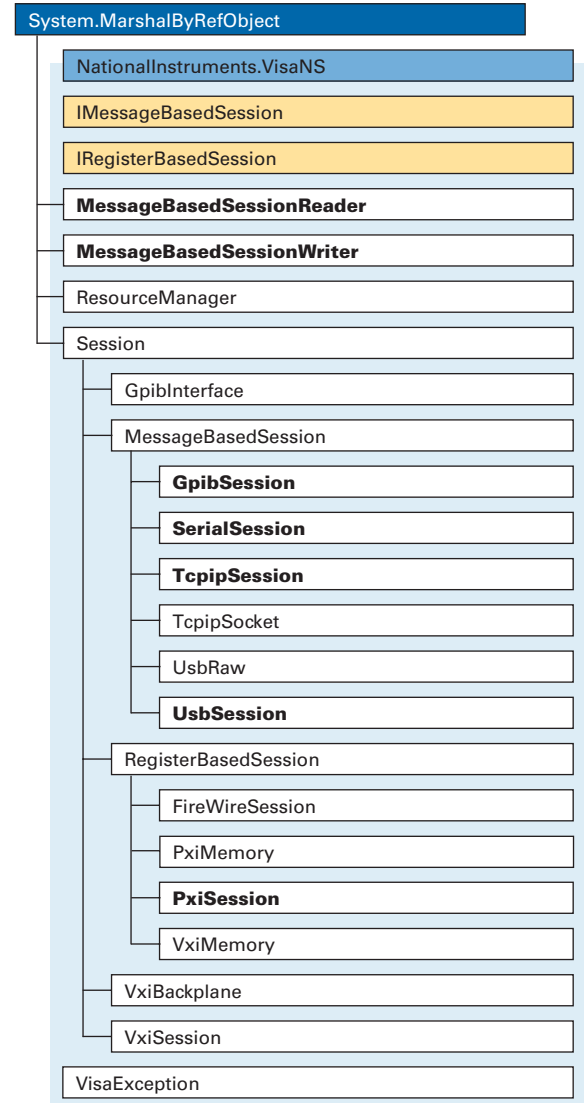 System.MarshalByRefObject
NationalInstruments.VisaNS
IMessageBasedSession
IRegisterBasedSession
MessageBasedSessionReader
MessageBasedSessionWriter
ResourceManager
Session
GpibInterface
MessageBasedSession
GpibSession
SerialSession
TcpipSession
TcpipSocket
UsbRaw
UsbSession
RegisterBasedSession
FireWireSession
PxiMemory
PxiSession
VxiMemory
VxiBackplane
VxiSession
VisaException